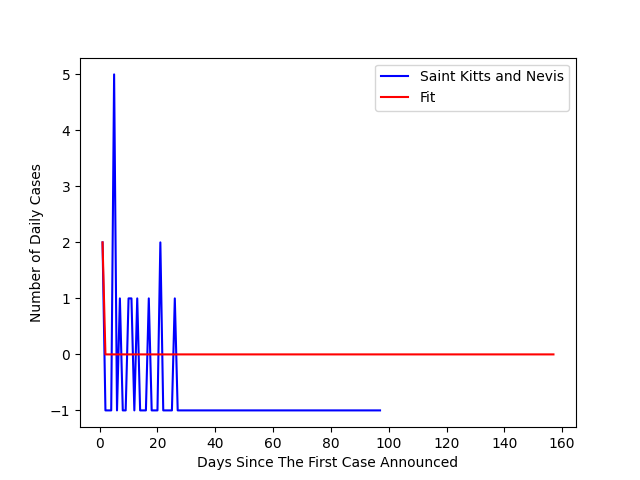 Saint Kitts and Nevis
Fit
Number of Daily Cases
5
4
3
2
1
0
−1
0 20 40 60 80 100 120 140 160
Days Since The First Case Announced